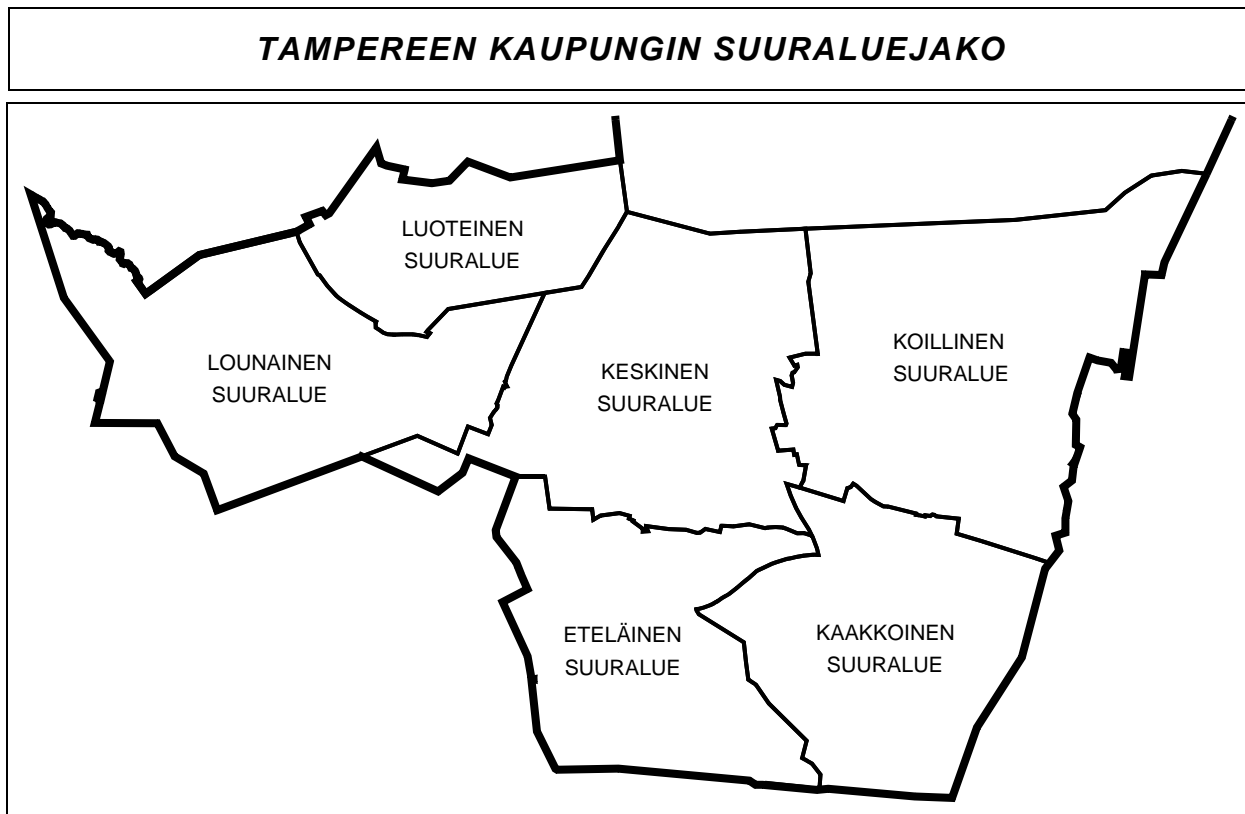 TAMPEREEN KAUPUNGIN SUURALUEJAKO
LUOTEINEN
SUURALUE
LOUNAINEN
SUURALUE
KESKINEN
SUURALUE
KOILLINEN
SUURALUE
ETELÄINEN
SUURALUE
KAAKKOINEN
SUURALUE